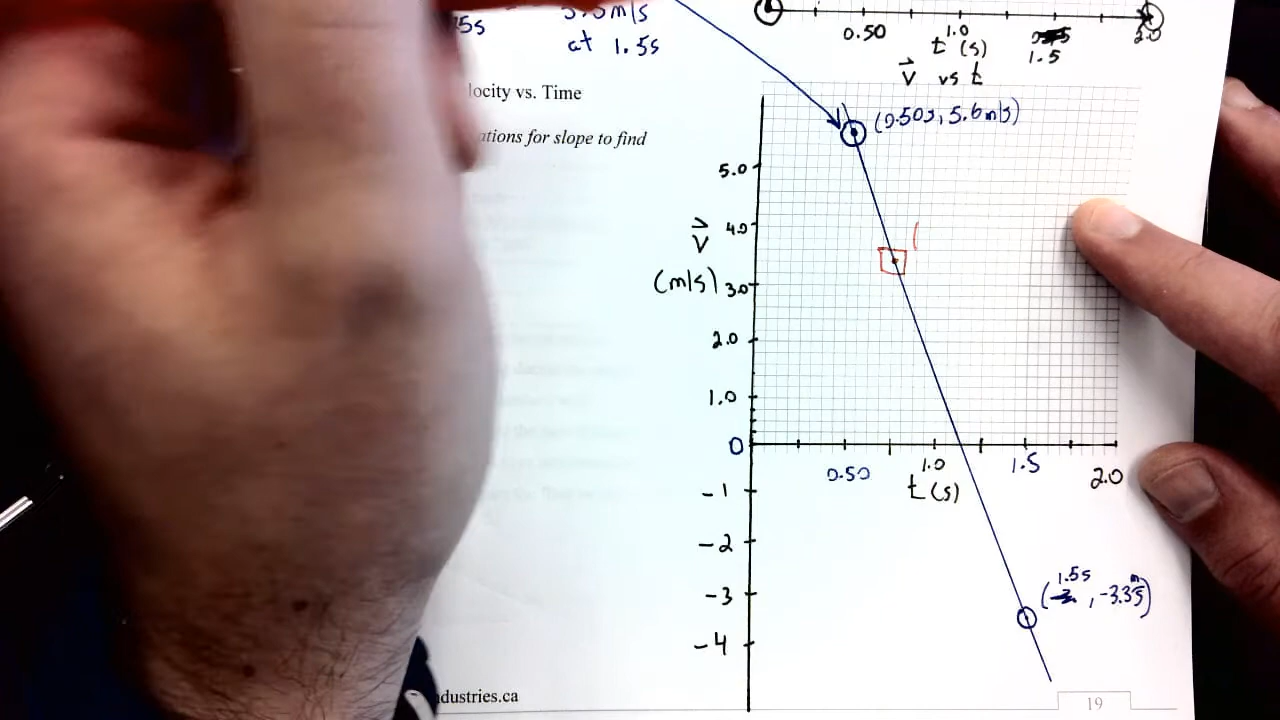 5.6m/s
at 1.5s
locity vs. Time
ations for slope to find
dustries.ca
0.50
1.0
1.5
2.0
t (s)
v vs t
(0.50s, 5.6m/s)
5.0
4.0
v
(m/s)
3.0
2.0
1.0
0
0.50
1.0
1.5
2.0
t (s)
-1
-2
-3
-4
1.5s
( , -3.3 m/s)
19